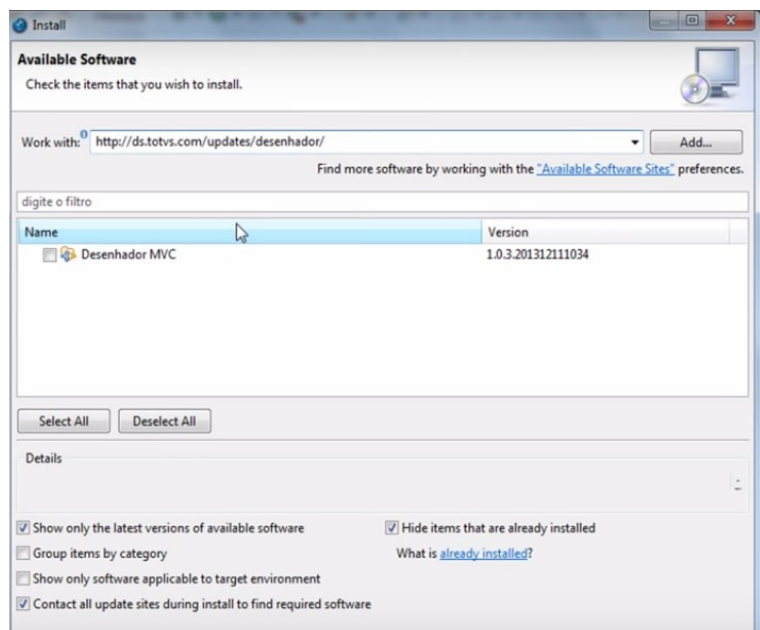 Install
Available Software
Check the items that you wish to install.
Work with: http://ds.totvs.com/updates/desenhador/ Add...
Find more software by working with the "Available Software Sites" preferences.
digite o filtro
Name Version
Desenhador MVC 1.0.3.201312111034
Select All Deselect All
Details
Show only the latest versions of available software Hide items that are already installed
Group items by category What is already installed?
Show only software applicable to target environment
Contact all update sites during install to find required software